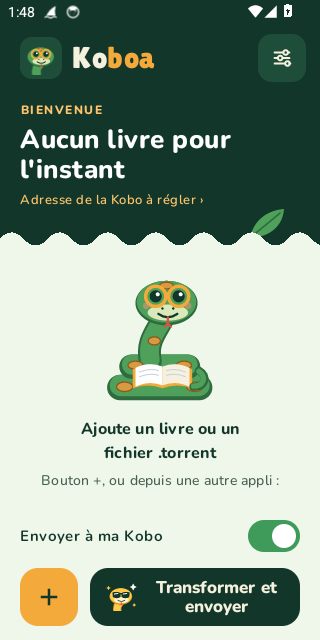 1:48
Koboa
BIENVENUE
Aucun livre pour
l'instant
Adresse de la Kobo à régler ›
Ajoute un livre ou un
fichier .torrent
Bouton +, ou depuis une autre appli :
Envoyer à ma Kobo
+
Transformer et
envoyer